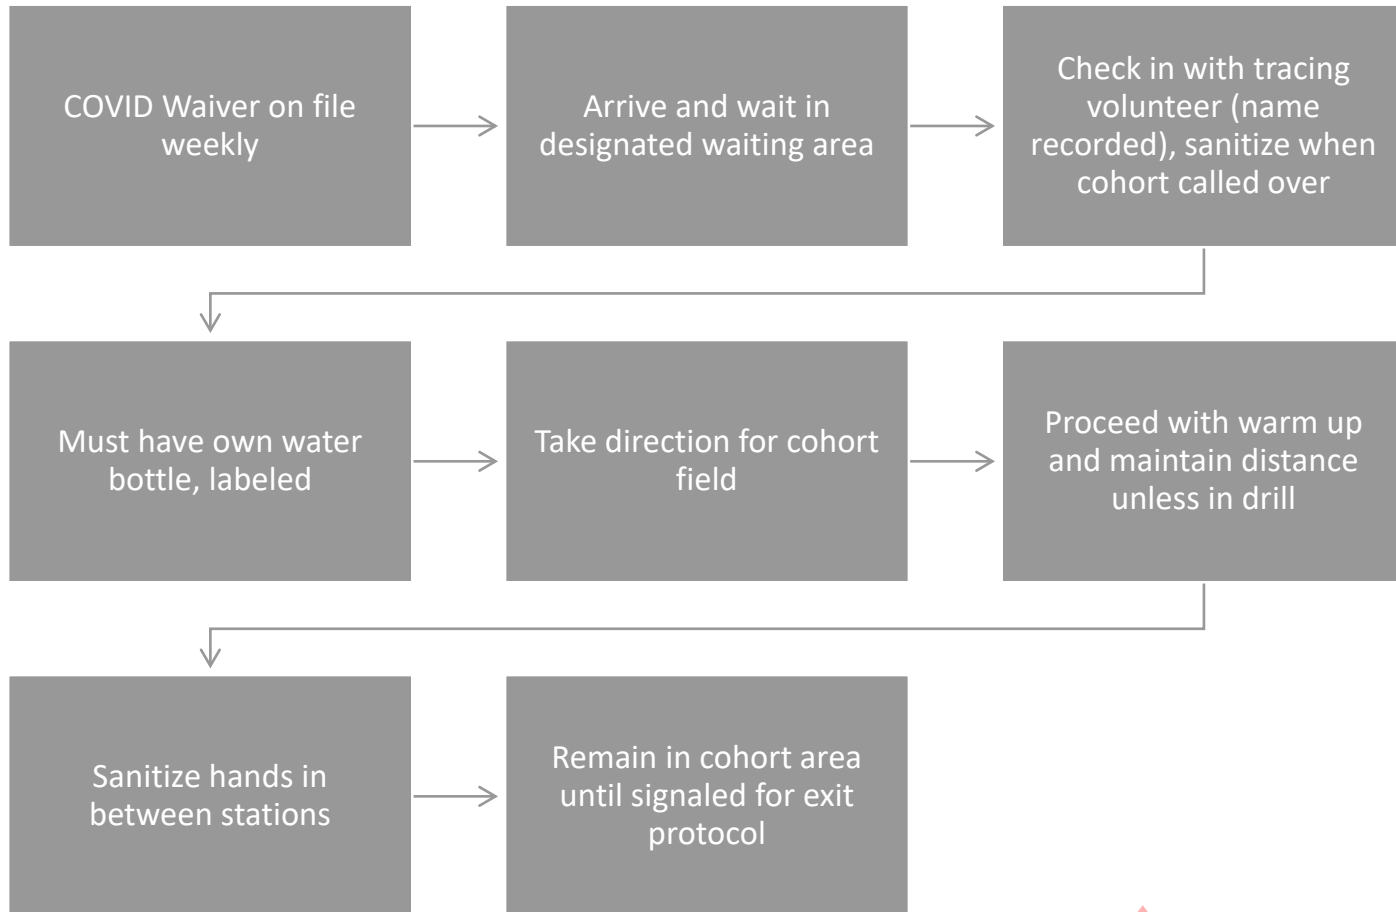 COVID Waiver on file
weekly
Arrive and wait in
designated waiting area
Check in with tracing
volunteer (name
recorded), sanitize when
cohort called over
Must have own water
bottle, labeled
Take direction for cohort
field
Proceed with warm up
and maintain distance
unless in drill
Sanitize hands in
between stations
Remain in cohort area
until signaled for exit
protocol